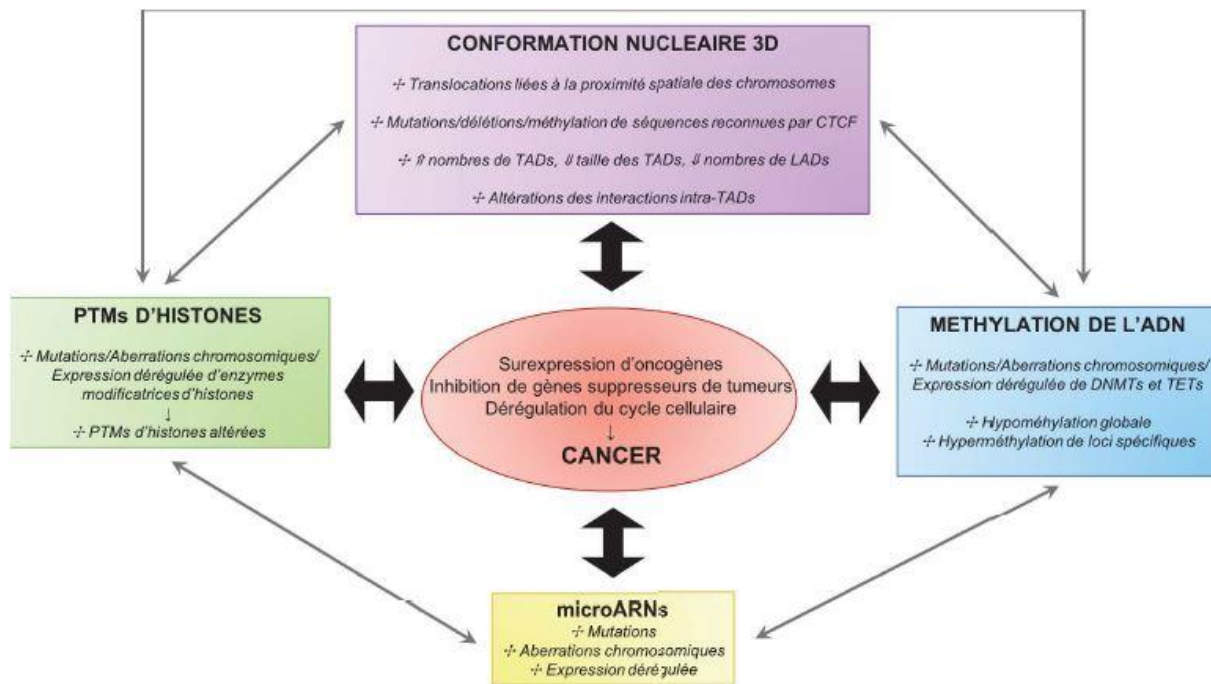 CONFORMATION NUCLEAIRE 3D
÷ Translocations liées à la proximité spatiale des chromosomes
÷ Mutations/délétions/méthylation de séquences reconnues par CTCF
÷ ⇑ nombres de TADs, ⇓ taille des TADs, ⇓ nombres de LADs
÷ Altérations des interactions intra-TADs
PTMs D'HISTONES
÷ Mutations/Aberrations chromosomiques/
Expression dérégulée d'enzymes
modificatrices d'histones
↓
÷ PTMs d'histones altérées
Surexpression d'oncogènes
Inhibition de gènes suppresseurs de tumeurs
Dérégulation du cycle cellulaire
↓
CANCER
METHYLATION DE L'ADN
÷ Mutations/Aberrations chromosomiques/
Expression dérégulée de DNMTs et TETs
÷ Hypoméhylation globale
÷ Hyperméthylation de loci spécifiques
microARNs
÷ Mutations
÷ Aberrations chromosomiques
÷ Expression dérégulée